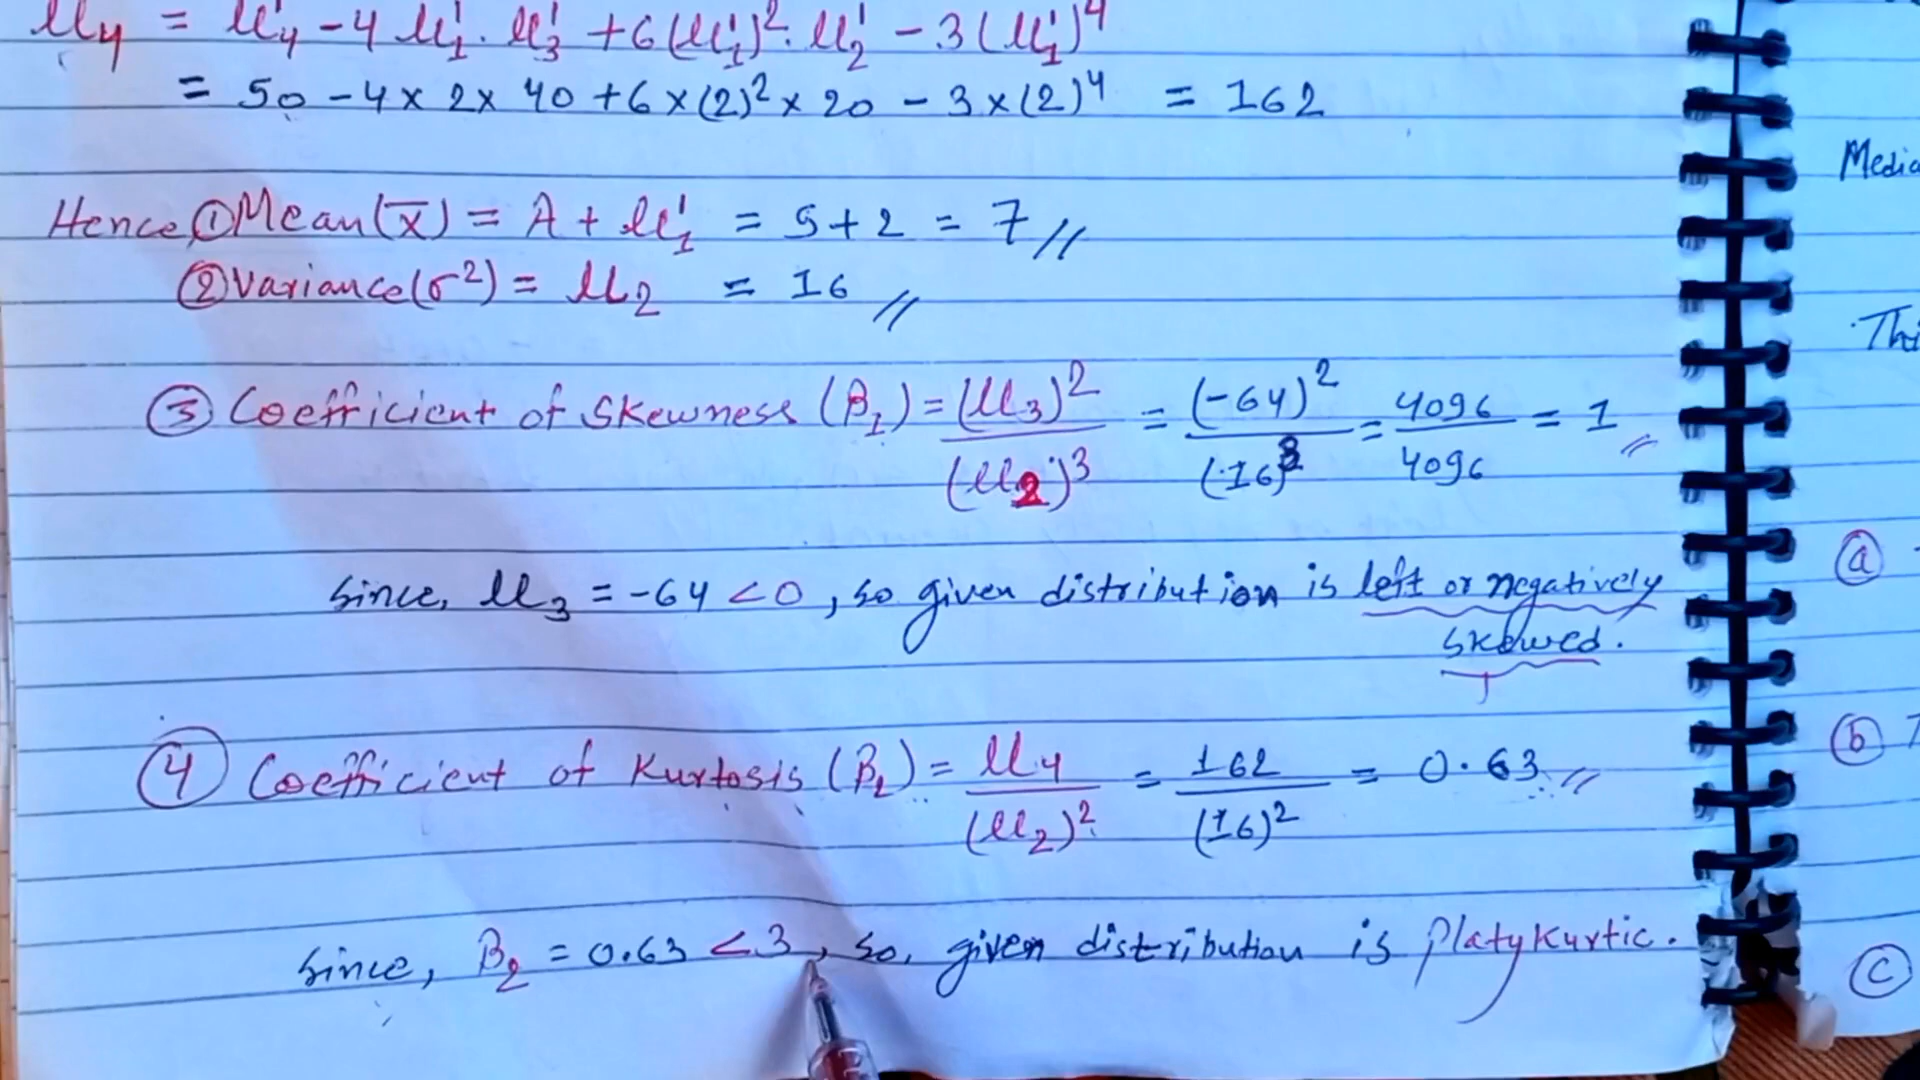 μ₄ = μ'₄ - 4 μ'₁ . μ'₃ + 6 (μ'₁)² . μ'₂ - 3 (μ'₁)⁴
= 50 - 4 × 2 × 40 + 6 × (2)² × 20 - 3 × (2)⁴ = 162
Hence, ① Mean (x̄) = A + μ'₁ = 5 + 2 = 7 //
② Variance (σ²) = μ₂ = 16 //
③ Coefficient of Skewness (β₁) = (μ₃)² / (μ₂)³ = (-64)² / (16)³ = 4096 / 4096 = 1 //
Since, μ₃ = -64 < 0, so given distribution is left or negatively
skewed.
④ Coefficient of Kurtosis (β₂) = μ₄ / (μ₂)² = 162 / (16)² = 0.63 //
Since, β₂ = 0.63 < 3, so, given distribution is Platykurtic.
Media
Thi
ⓐ
ⓑ T
ⓒ